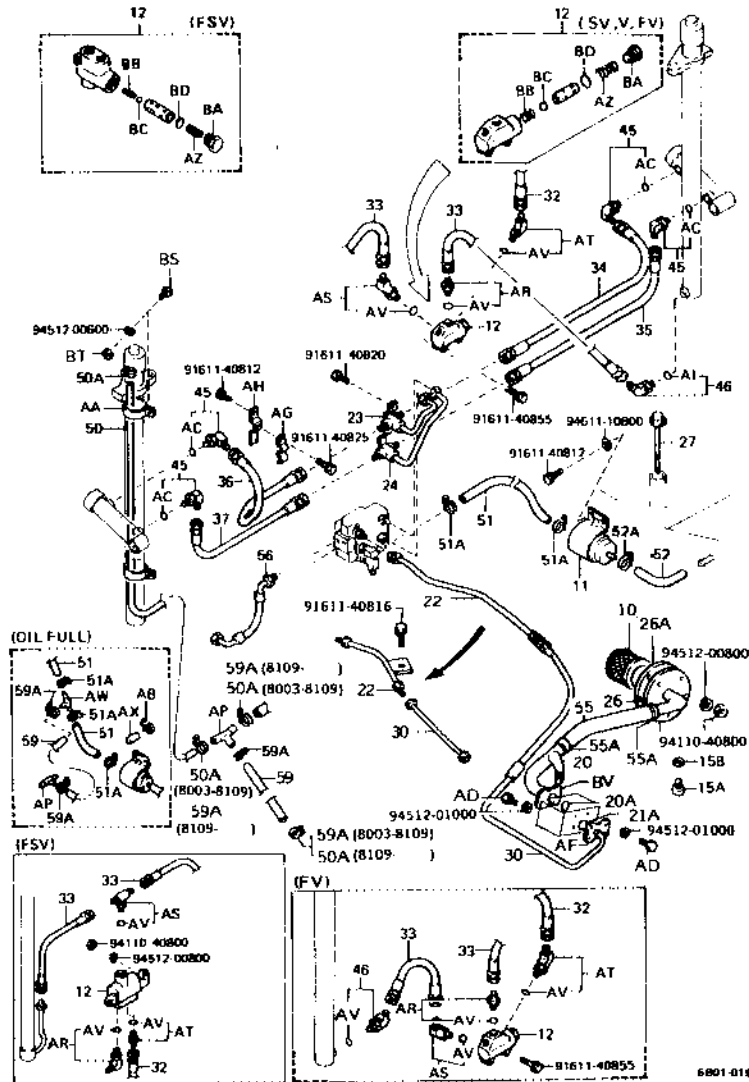 12 (FSV)
BB
BD
BA
BC
AZ
12 (SV, V, FV)
BD
BC
BB
BA
AZ
45
AC
32
33
33
AC
AT
AV
45
BS
AS
AR
34
AV
AV
12
35
94512-00600
91611-40820
BT
91611-40812
AI
46
50A
AH
45
23
91611-40855
94611-10800
AA
AG
50
91611-40812
27
AC
91611-40825
45
24
36
AC
51
37
51A
51A
52A
52
56
11
22
10
26A
91611-40816
(OIL FULL)
94512-00800
51
59A (8109- )
51A
22
59A
50A (8003-8109)
26
AW
AB
AX
AP
55
51A
30
51
59A
55A
94110-40800
59
20
55A
15B
59
BV
51A
50A
AD
15A
AP
(8003-8109)
20A
59A
59A
94512-01000
21A
(8109- )
59A (8003-8109)
AF
94512-01000
50A (8109- )
30
AD
(FSV)
(FV)
33
32
33
AS
AV
33
33
94110-40800
46
94512-00800
AT
12
AR
AV
AV
AV
AV
AV
12
AR
AT
AV
AS
32
91611-40855
6801-019